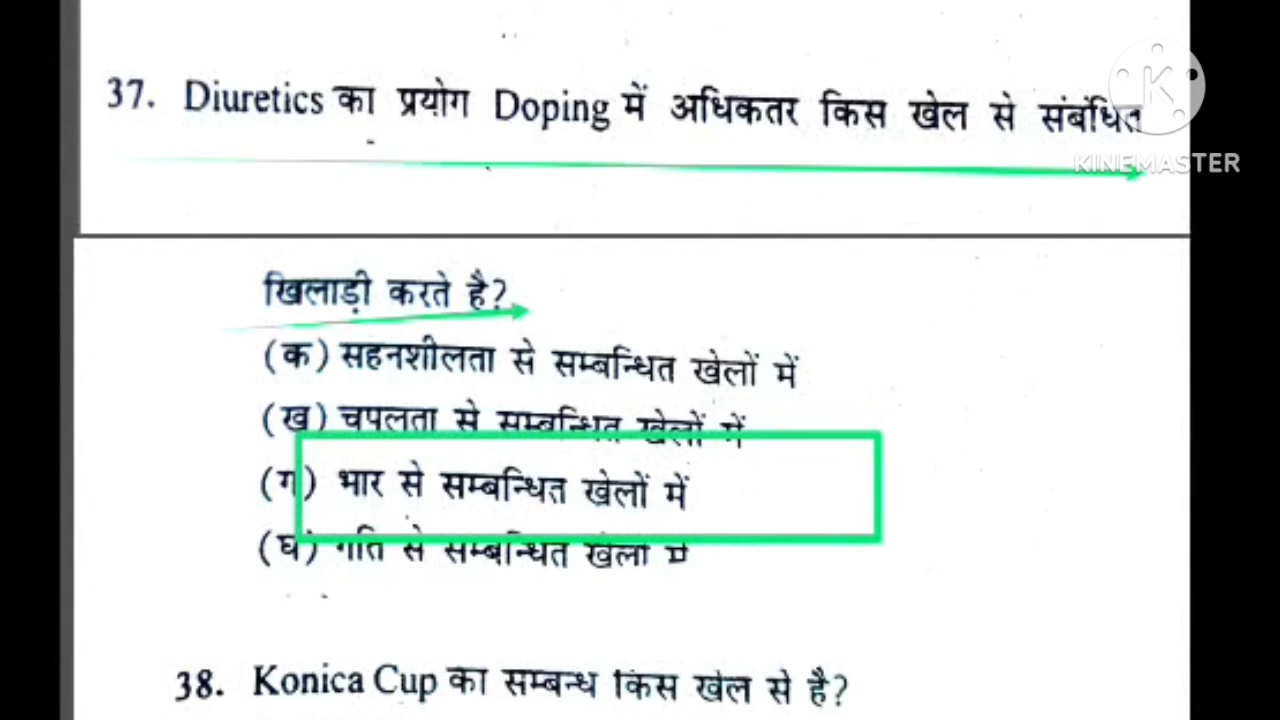 37. Diuretics का प्रयोग Doping में अधिकतर किस खेल से संबंधित
K
KINEMASTER
खिलाड़ी करते है?
(क) सहनशीलता से सम्बन्धित खेलों में
(ख) चपलता से सम्बन्धित खेलों में
(ग) भार से सम्बन्धित खेलों में
(घ) गति से सम्बन्धित खेलों में
38. Konica Cup का सम्बन्ध किस खेल से है?